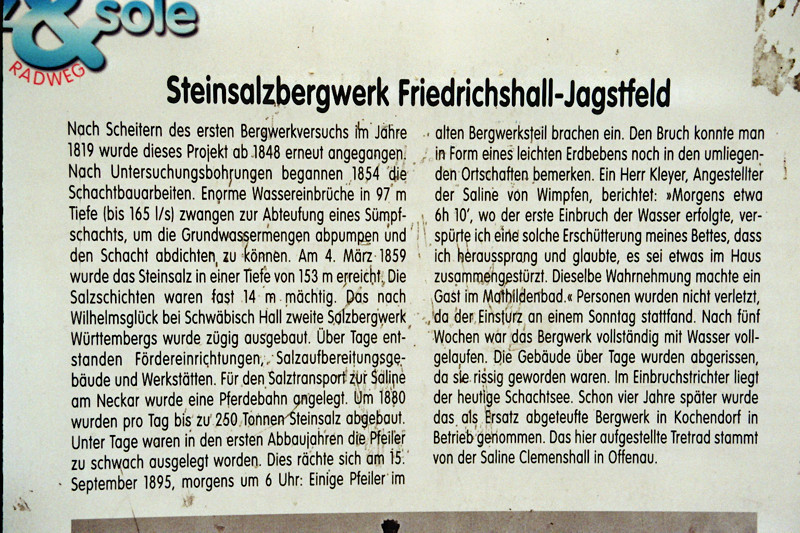 & sole
RADWEG
Steinsalzbergwerk Friedrichshall-Jagstfeld
Nach Scheitern des ersten Bergwerkversuchs im Jahre
1819 wurde dieses Projekt ab 1848 erneut angegangen.
Nach Untersuchungsbohrungen begannen 1854 die
Schachtbauarbeiten. Enorme Wassereinbrüche in 97 m
Tiefe (bis 165 l/s) zwangen zur Abteufung eines Sümpf-
schachts, um die Grundwassermengen abpumpen und
den Schacht abdichten zu können. Am 4. März 1859
wurde das Steinsalz in einer Tiefe von 153 m erreicht. Die
Salzschichten waren fast 14 m mächtig. Das nach
Wilhelmsglück bei Schwäbisch Hall zweite Salzbergwerk
Württembergs wurde zügig ausgebaut. Über Tage ent-
standen Fördereinrichtungen, Salzaufbereitungsge-
bäude und Werkstätten. Für den Salztransport zur Saline
am Neckar wurde eine Pferdebahn angelegt. Um 1880
wurden pro Tag bis zu 250 Tonnen Steinsalz abgebaut.
Unter Tage waren in den ersten Abbaujahren die Pfeiler
zu schwach ausgelegt worden. Dies rächte sich am 15.
September 1895, morgens um 6 Uhr: Einige Pfeiler im
alten Bergwerksteil brachen ein. Den Bruch konnte man
in Form eines leichten Erdbebens noch in den umliegen-
den Ortschaften bemerken. Ein Herr Kleyer, Angestellter
der Saline von Wimpfen, berichtet: »Morgens etwa
6h 10’, wo der erste Einbruch der Wasser erfolgte, ver-
spürte ich eine solche Erschütterung meines Bettes, dass
ich heraussprang und glaubte, es sei etwas im Haus
zusammengestürzt. Dieselbe Wahrnehmung machte ein
Gast im Mathildenbad.« Personen wurden nicht verletzt,
da der Einsturz an einem Sonntag stattfand. Nach fünf
Wochen war das Bergwerk vollständig mit Wasser voll-
gelaufen. Die Gebäude über Tage wurden abgerissen,
da sie rissig geworden waren. Im Einbruchstrichter liegt
der heutige Schachtsee. Schon vier Jahre später wurde
das als Ersatz abgeteufte Bergwerk in Kochendorf in
Betrieb genommen. Das hier aufgestellte Tretrad stammt
von der Saline Clemenshall in Offenau.